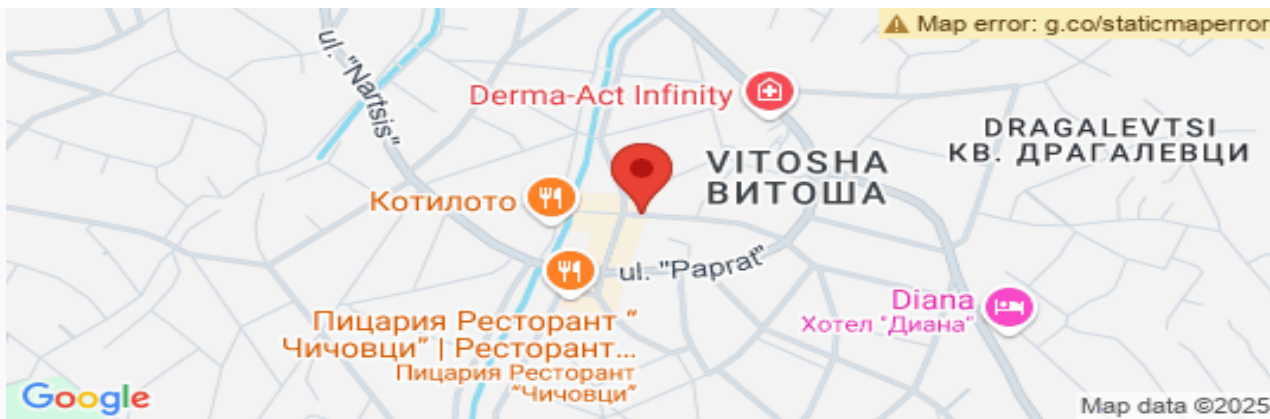 Map error: g.co/staticmaperror
ul. "Nartsis"
Derma-Act Infinity
DRAGALEVTSI
КВ. ДРАГАЛЕВЦИ
VITOSHA
ВИТОША
Котилото
ul. "Paprat"
Diana
Хотел "Диана"
Пицария Ресторант "
Чичовци" | Ресторант...
Пицария Ресторант
"Чичовци"
Google
Map data ©2025